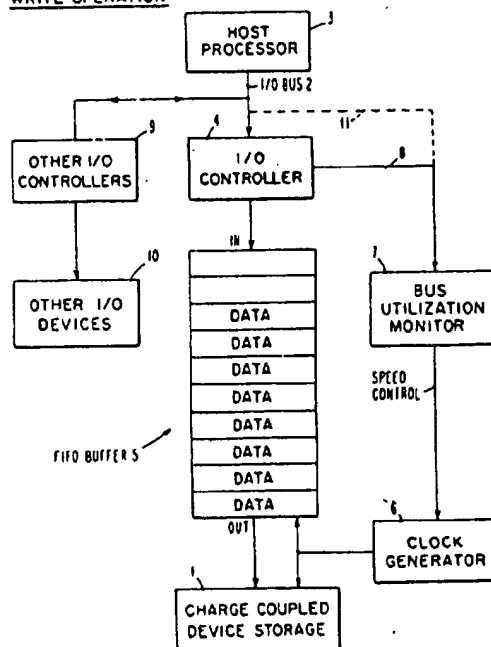 WRITE OPERATION
HOST
PROCESSOR
3
I/O BUS 2
9
4
11
OTHER I/O
CONTROLLERS
I/O
CONTROLLER
8
IN
10
7
OTHER I/O
DEVICES
BUS
UTILIZATION
MONITOR
DATA
DATA
DATA
DATA
DATA
DATA
DATA
DATA
SPEED
CONTROL
FIFO BUFFER 5
OUT
6
CLOCK
GENERATOR
1
CHARGE COUPLED
DEVICE STORAGE